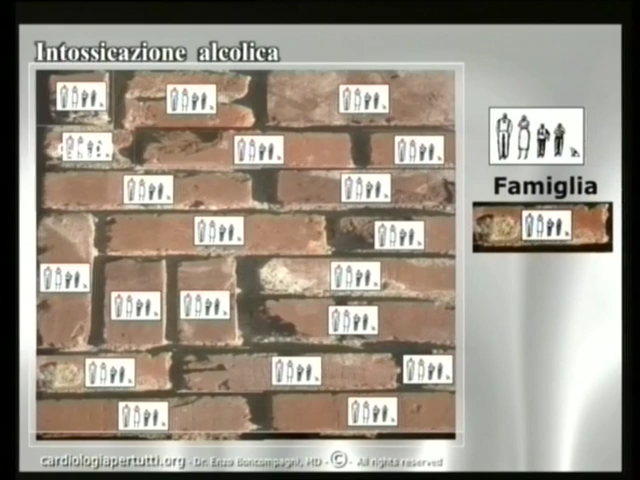 Intossicazione alcolica
Famiglia
cardiologiapertutti.org - Dr. Enzo Boncompagni, MD - © - All rights reserved